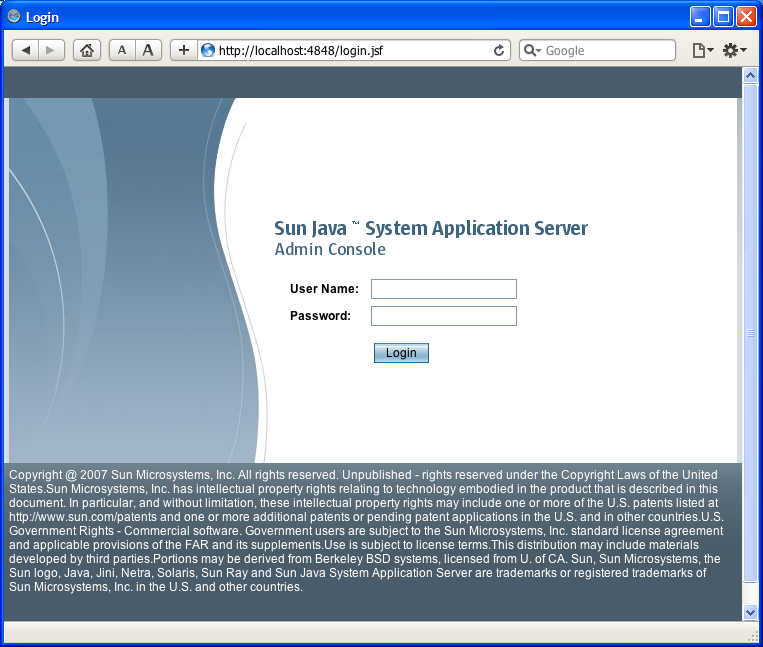 Login
A A
+ http://localhost:4848/login.jsf Google
Sun Java ™ System Application Server
Admin Console
User Name:
Password:
Login
Copyright @ 2007 Sun Microsystems, Inc. All rights reserved. Unpublished - rights reserved under the Copyright Laws of the United
States.Sun Microsystems, Inc. has intellectual property rights relating to technology embodied in the product that is described in this
document. In particular, and without limitation, these intellectual property rights may include one or more of the U.S. patents listed at
http://www.sun.com/patents and one or more additional patents or pending patent applications in the U.S. and in other countries.U.S.
Government Rights - Commercial software. Government users are subject to the Sun Microsystems, Inc. standard license agreement
and applicable provisions of the FAR and its supplements.Use is subject to license terms.This distribution may include materials
developed by third parties.Portions may be derived from Berkeley BSD systems, licensed from U. of CA. Sun, Sun Microsystems, the
Sun logo, Java, Jini, Netra, Solaris, Sun Ray and Sun Java System Application Server are trademarks or registered trademarks of
Sun Microsystems, Inc. in the U.S. and other countries.